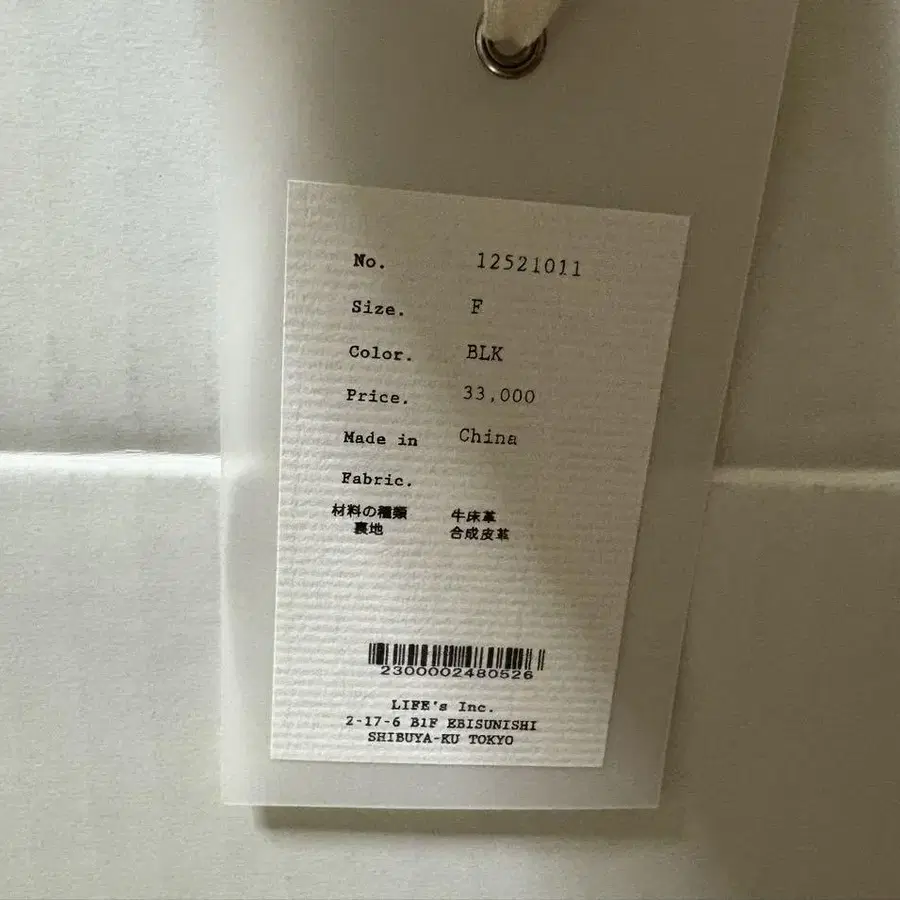 No. 12521011
Size. F
Color. BLK
Price. 33,000
Made in China
Fabric.
材料の種類 牛床革
裏地 合成皮革
2300002480526
LIFE's Inc.
2-17-6 B1F EBISUNISHI
SHIBUYA-KU TOKYO